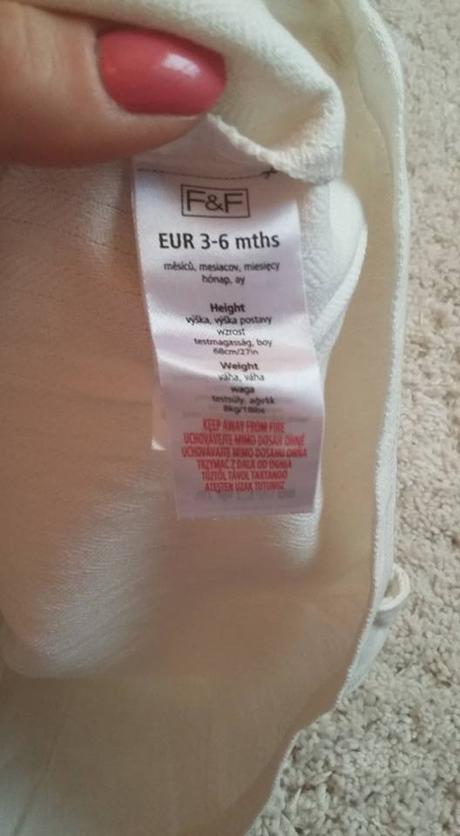 F&F
EUR 3-6 mths
měsíců, mesiacov, miesięcy
hónap, ay
Height
výška, výška postavy
wzrost
testmagasság, boy
68cm/27in
Weight
váha, váha
waga
testsúly, ağırlık
8kg/18lbs
KEEP AWAY FROM FIRE
UCHOVÁVEJTE MIMO DOSAH OHNĚ
UCHOVÁVAJTE MIMO DOSAHU OHŇA
TRZYMAĆ Z DALA OD OGNIA
TŰZTŐL TÁVOL TARTANDÓ
ATEŞTEN UZAK TUTUNUZ